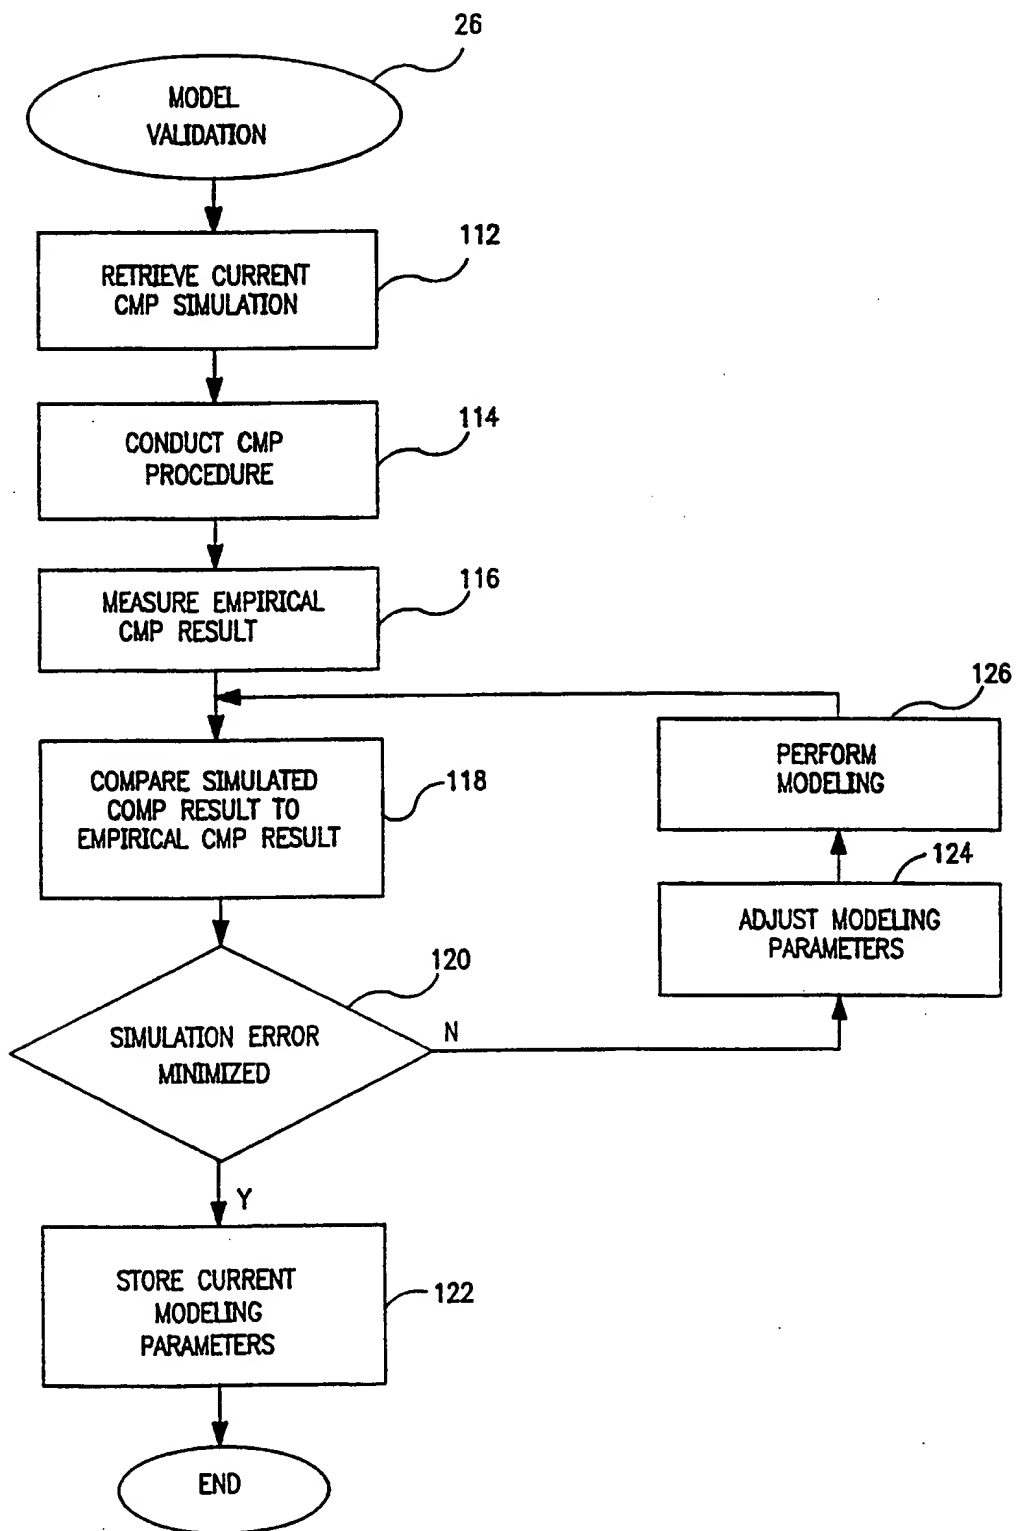 26
MODEL
VALIDATION
112
RETRIEVE CURRENT
CMP SIMULATION
114
CONDUCT CMP
PROCEDURE
116
MEASURE EMPIRICAL
CMP RESULT
126
PERFORM
MODELING
118
COMPARE SIMULATED
COMP RESULT TO
EMPIRICAL CMP RESULT
124
ADJUST MODELING
PARAMETERS
120
SIMULATION ERROR
MINIMIZED
N
Y
122
STORE CURRENT
MODELING
PARAMETERS
END